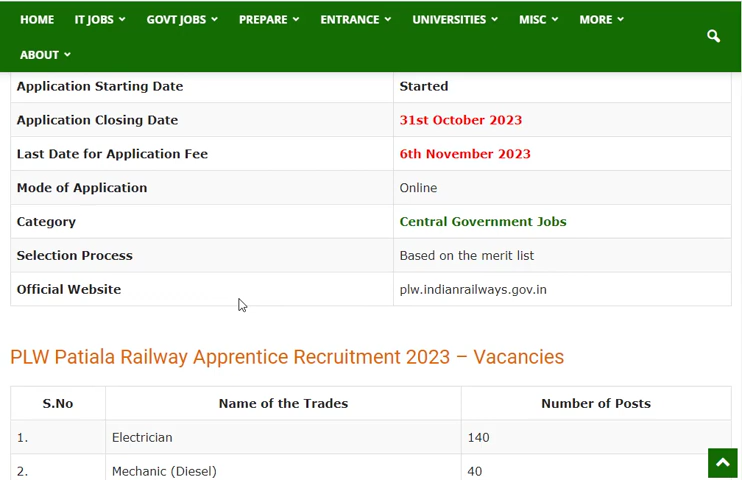 HOME IT JOBS GOVT JOBS PREPARE ENTRANCE UNIVERSITIES MISC MORE
ABOUT
Application Starting Date Started
Application Closing Date 31st October 2023
Last Date for Application Fee 6th November 2023
Mode of Application Online
Category Central Government Jobs
Selection Process Based on the merit list
Official Website plw.indianrailways.gov.in
PLW Patiala Railway Apprentice Recruitment 2023 – Vacancies
S.No Name of the Trades Number of Posts
1. Electrician 140
2. Mechanic (Diesel) 40